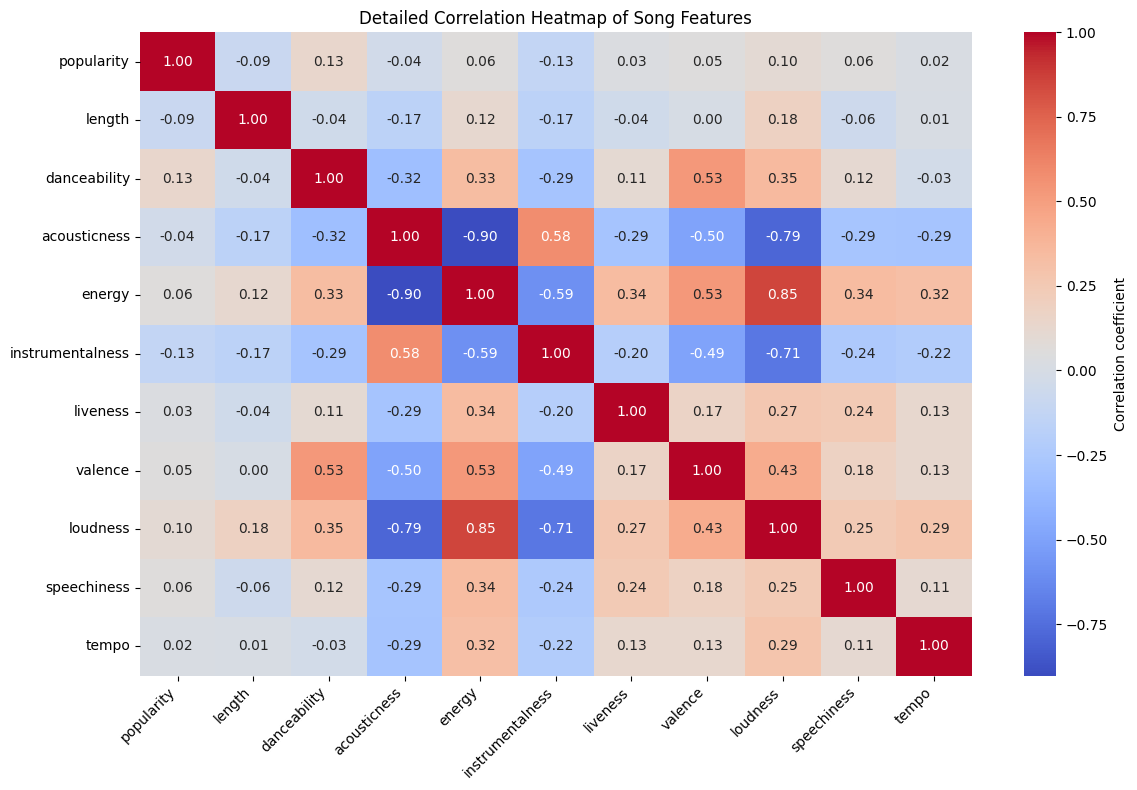 Detailed Correlation Heatmap of Song Features
popularity 1.00 -0.09 0.13 -0.04 0.06 -0.13 0.03 0.05 0.10 0.06 0.02
length -0.09 1.00 -0.04 -0.17 0.12 -0.17 -0.04 0.00 0.18 -0.06 0.01
danceability 0.13 -0.04 1.00 -0.32 0.33 -0.29 0.11 0.53 0.35 0.12 -0.03
acousticness -0.04 -0.17 -0.32 1.00 -0.90 0.58 -0.29 -0.50 -0.79 -0.29 -0.29
energy 0.06 0.12 0.33 -0.90 1.00 -0.59 0.34 0.53 0.85 0.34 0.32
instrumentalness -0.13 -0.17 -0.29 0.58 -0.59 1.00 -0.20 -0.49 -0.71 -0.24 -0.22
liveness 0.03 -0.04 0.11 -0.29 0.34 -0.20 1.00 0.17 0.27 0.24 0.13
valence 0.05 0.00 0.53 -0.50 0.53 -0.49 0.17 1.00 0.43 0.18 0.13
loudness 0.10 0.18 0.35 -0.79 0.85 -0.71 0.27 0.43 1.00 0.25 0.29
speechiness 0.06 -0.06 0.12 -0.29 0.34 -0.24 0.24 0.18 0.25 1.00 0.11
tempo 0.02 0.01 -0.03 -0.29 0.32 -0.22 0.13 0.13 0.29 0.11 1.00
popularity length danceability acousticness energy instrumentalness liveness valence loudness speechiness tempo
1.00
0.75
0.50
0.25
0.00
−0.25
−0.50
−0.75
Correlation coefficient